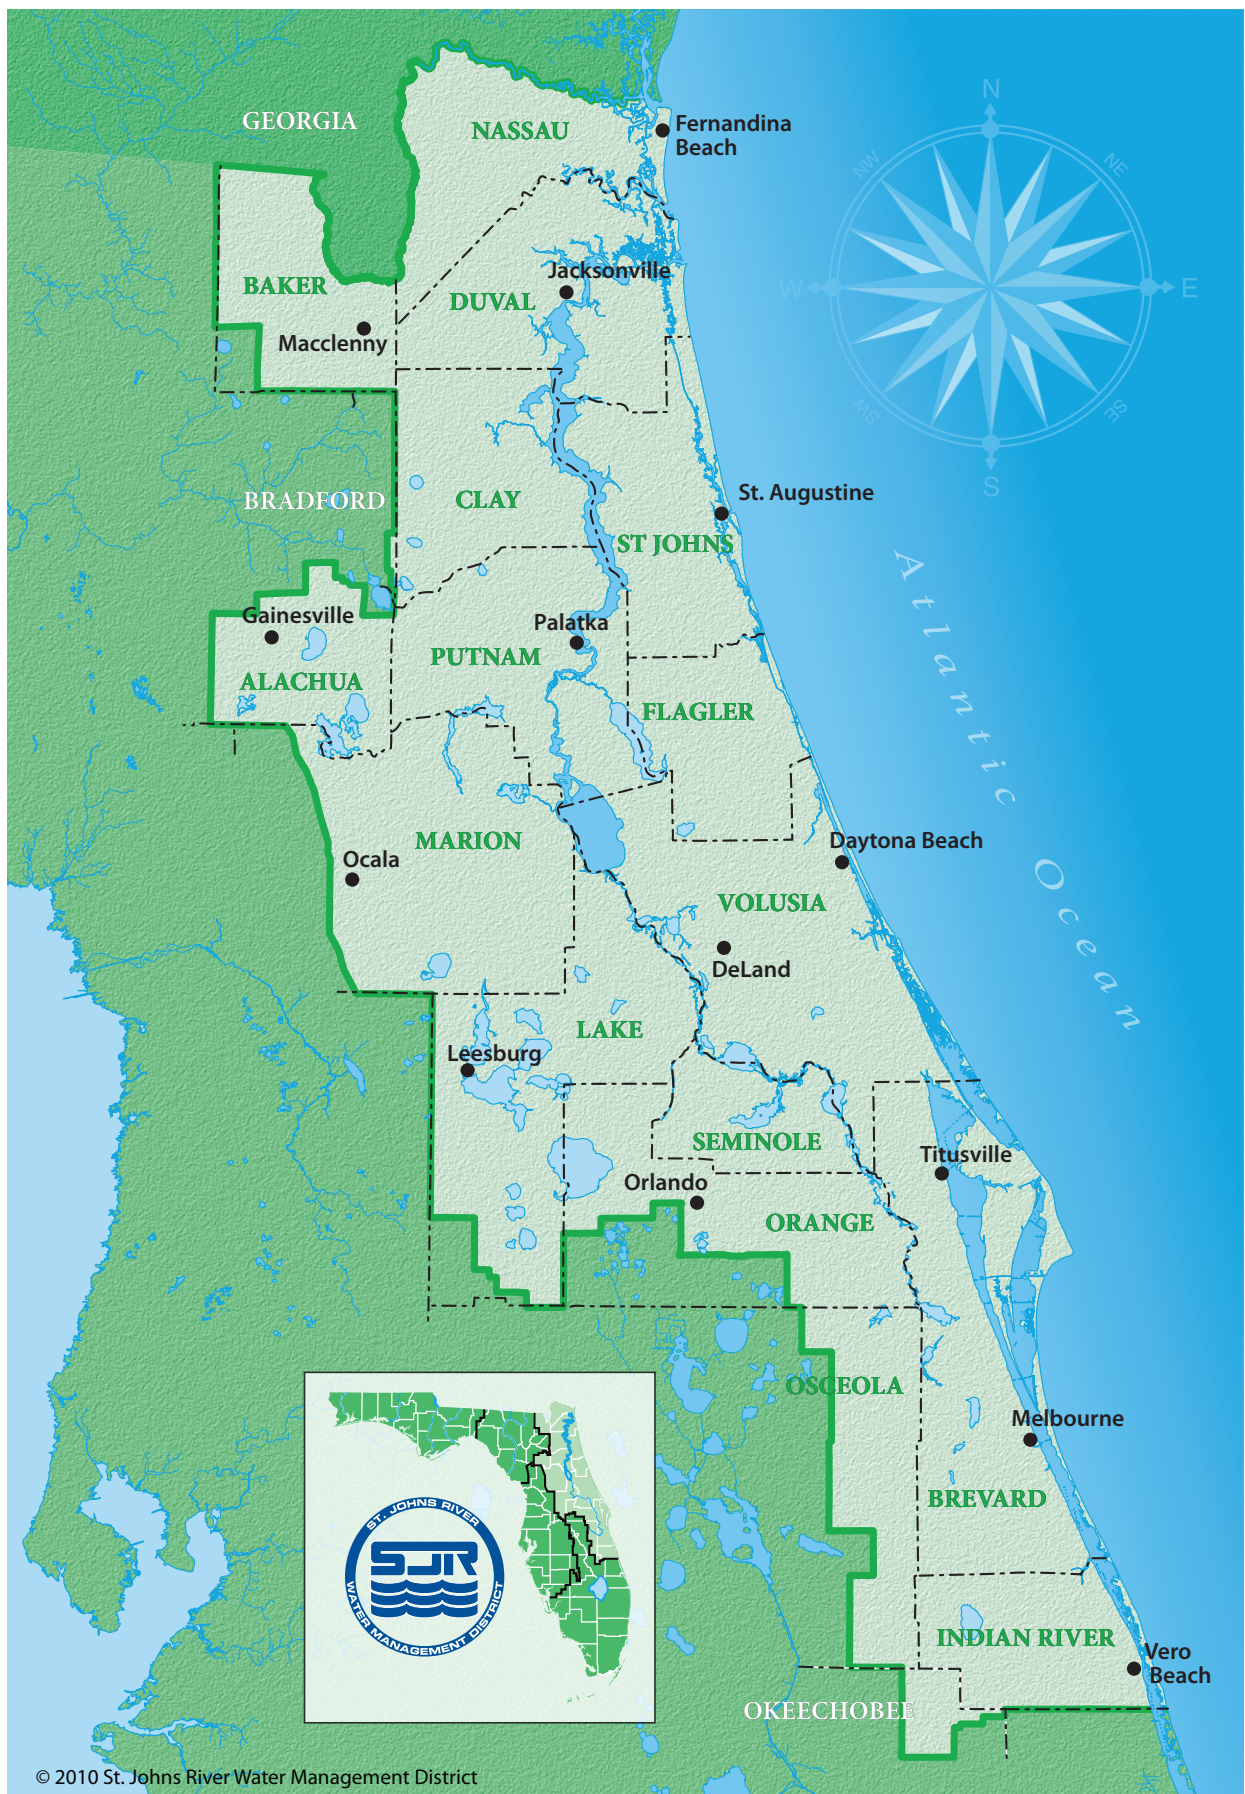 GEORGIA
NASSAU
Fernandina
Beach
N
NW
NE
W
E
SW
SE
S
BAKER
Jacksonville
DUVAL
Macclenny
BRADFORD
CLAY
St. Augustine
ST JOHNS
Atlantic Ocean
Gainesville
Palatka
PUTNAM
ALACHUA
FLAGLER
MARION
Daytona Beach
Ocala
VOLUSIA
DeLand
LAKE
Leesburg
SEMINOLE
Titusville
Orlando
ORANGE
OSCEOLA
Melbourne
BREVARD
ST. JOHNS RIVER
SJR
WATER MANAGEMENT DISTRICT
INDIAN RIVER
Vero
Beach
OKEECHOBEE
© 2010 St. Johns River Water Management District